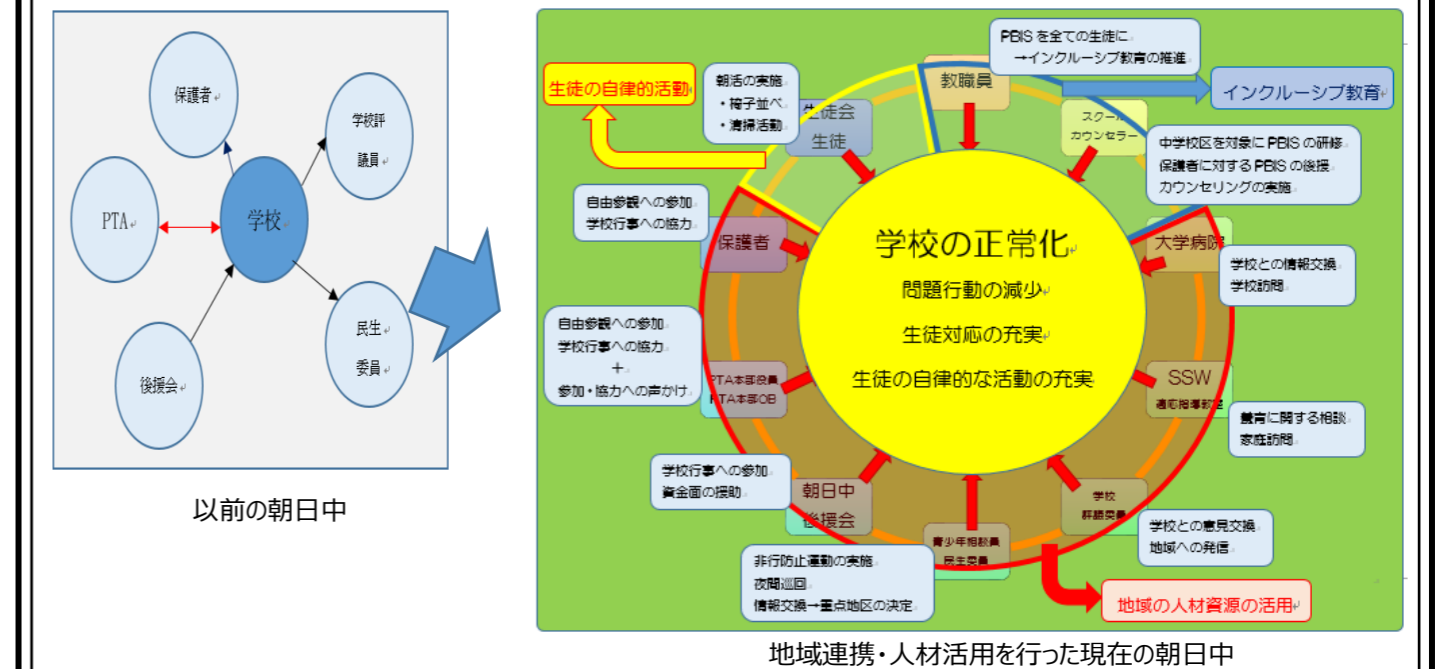 保護者
学校評
議員
PTA
学校
後援会
民生
委員
以前の朝日中
PBIS を全ての生徒に
→インクルーシブ教育の推進
生徒の自律的活動
朝活の実施
・椅子並べ
・清掃活動
生徒会
生徒
教職員
インクルーシブ教育
スクール
カウンセラー
中学校区を対象に PBIS の研修
保護者に対する PBIS の後援
カウンセリングの実施
自由参観への参加
学校行事への協力
保護者
学校の正常化
問題行動の減少
生徒対応の充実
生徒の自律的な活動の充実
大学病院
学校との情報交換
学校訪問
自由参観への参加
学校行事への協力
+
参加・協力への声かけ
PTA本部役員
PTA本部OB
SSW
適応指導教室
養育に関する相談
家庭訪問
学校行事への参加
資金面の援助
朝日中
後援会
学校
評議委員
学校との意見交換
地域への発信
青少年相談員
民生委員
非行防止運動の実施
夜間巡回
情報交換→重点地区の決定
地域の人材資源の活用
地域連携・人材活用を行った現在の朝日中